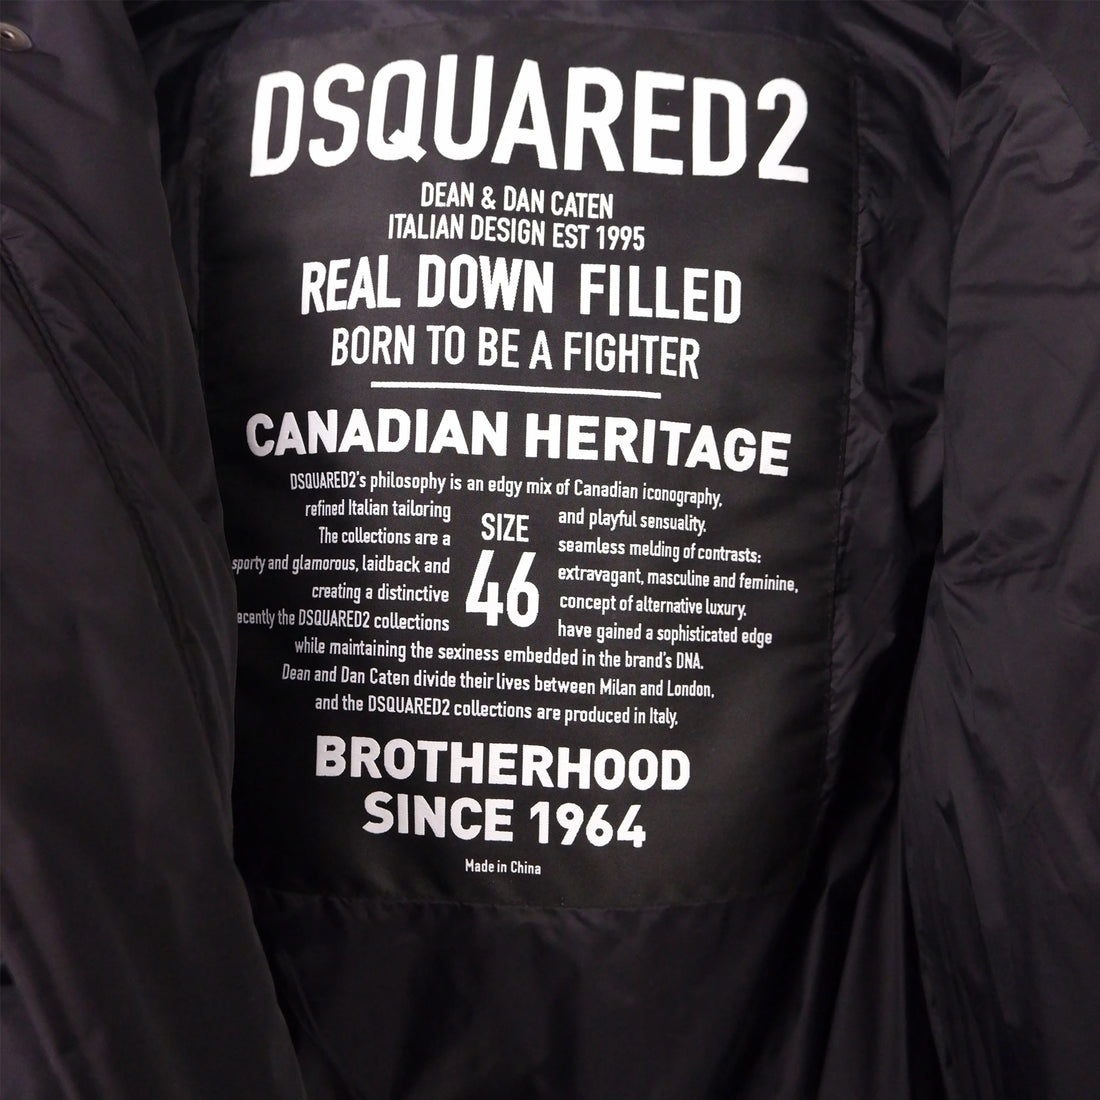 DSQUARED2
DEAN & DAN CATEN
ITALIAN DESIGN EST 1995
REAL DOWN FILLED
BORN TO BE A FIGHTER
CANADIAN HERITAGE
DSQUARED2's philosophy is an edgy mix of Canadian iconography,
refined Italian tailoring and playful sensuality.
The collections are a seamless melding of contrasts:
sporty and glamorous, laidback and extravagant, masculine and feminine,
creating a distinctive concept of alternative luxury.
ecently the DSQUARED2 collections have gained a sophisticated edge
SIZE
46
while maintaining the sexiness embedded in the brand's DNA.
Dean and Dan Caten divide their lives between Milan and London,
and the DSQUARED2 collections are produced in Italy.
BROTHERHOOD
SINCE 1964
Made in China